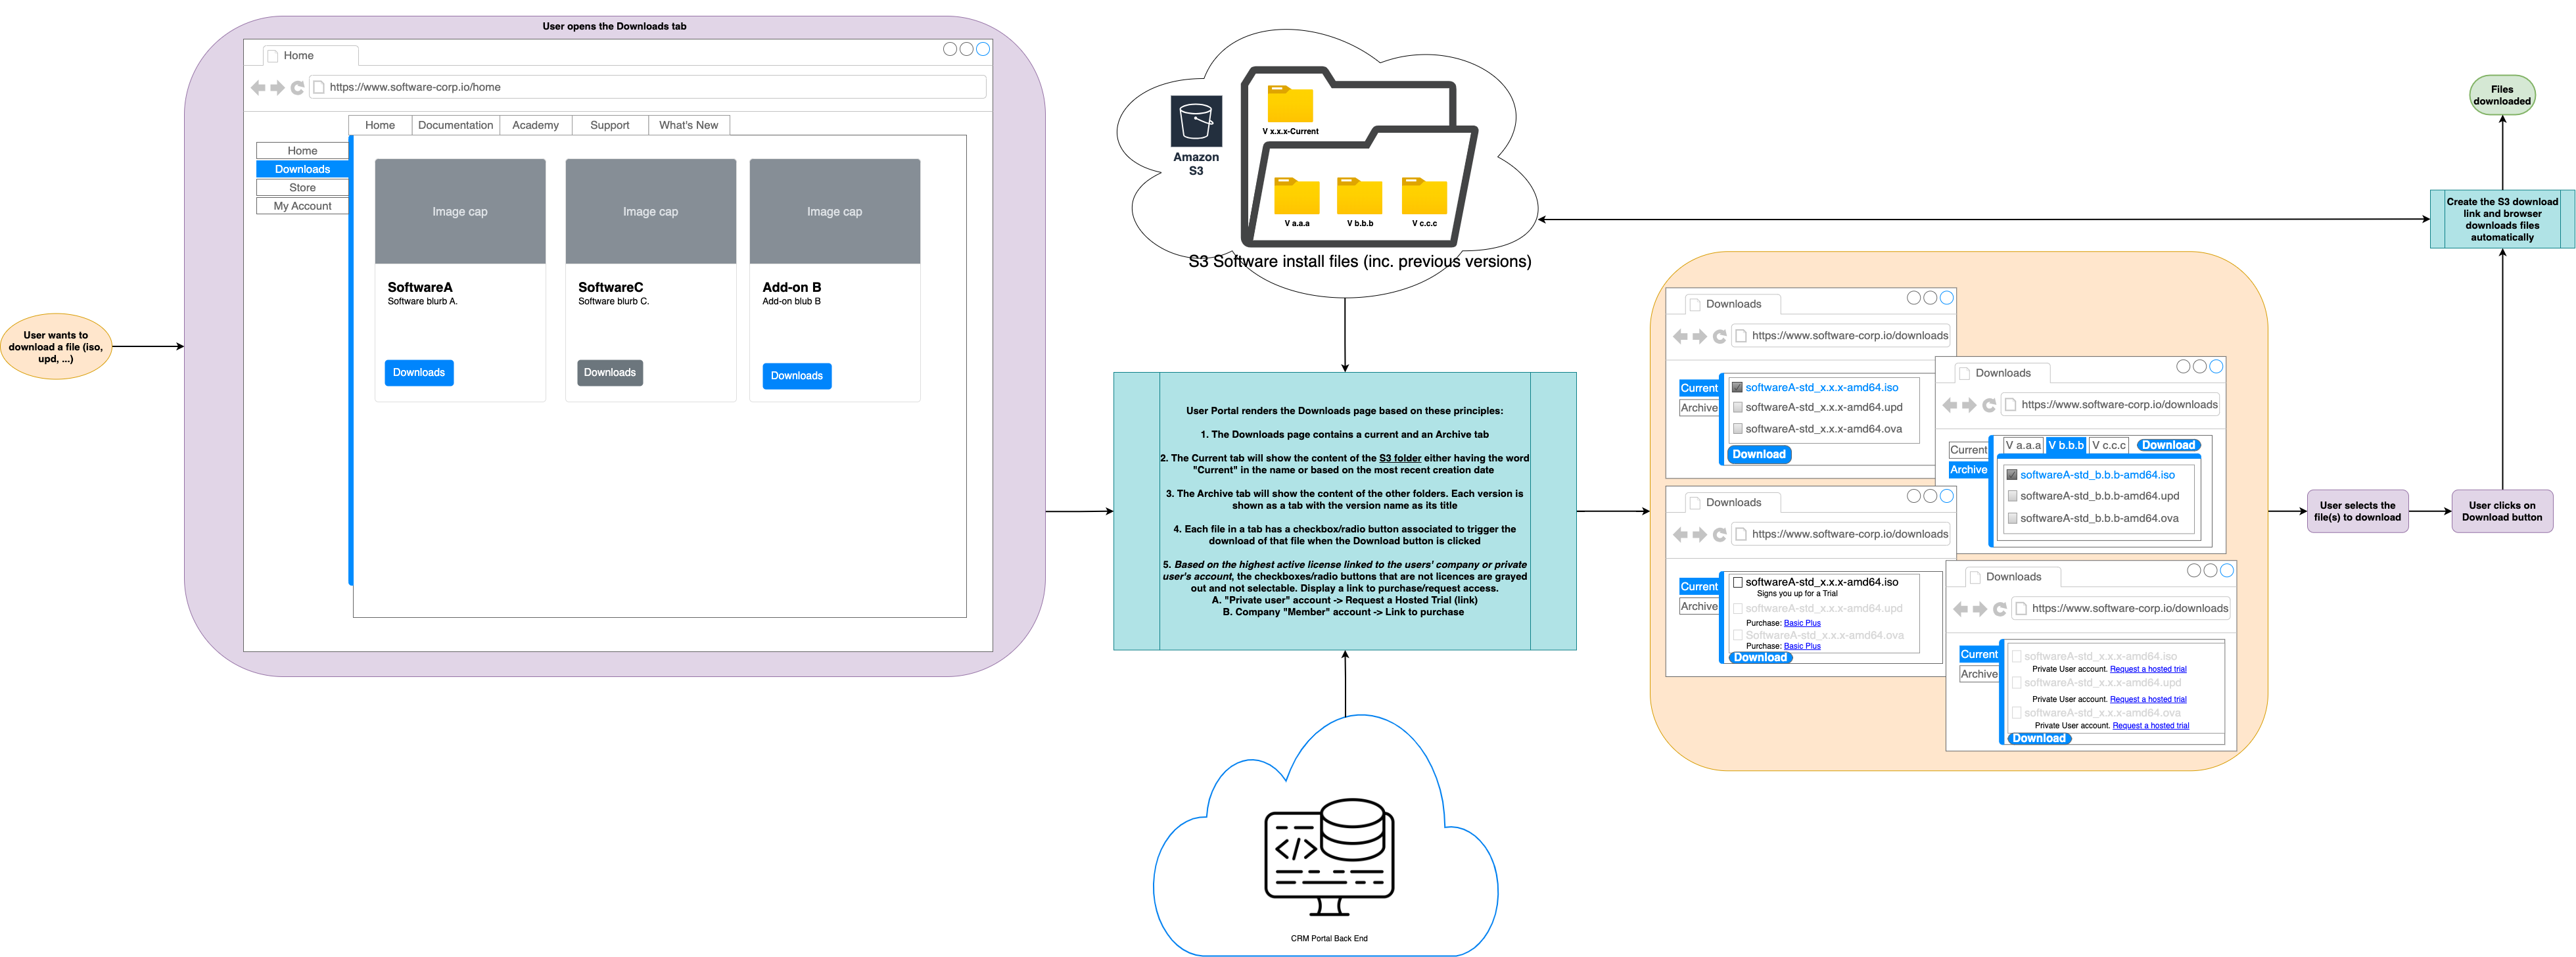 User wants to
download a file (iso,
upd, ...)
User opens the Downloads tab
Home
https://www.software-corp.io/home
Home
Documentation
Academy
Support
What's New
Home
Downloads
Store
My Account
Image cap
SoftwareA
Software blurb A.
Downloads
Image cap
SoftwareC
Software blurb C.
Downloads
Image cap
Add-on B
Add-on blub B
Downloads
Amazon
S3
V x.x.x-Current
V a.a.a
V b.b.b
V c.c.c
S3 Software install files (inc. previous versions)
User Portal renders the Downloads page based on these principles:
1. The Downloads page contains a current and an Archive tab
2. The Current tab will show the content of the S3 folder either having the word
"Current" in the name or based on the most recent creation date
3. The Archive tab will show the content of the other folders. Each version is
shown as a tab with the version name as its title
4. Each file in a tab has a checkbox/radio button associated to trigger the
download of that file when the Download button is clicked
5. Based on the highest active license linked to the users' company or private
user's account, the checkboxes/radio buttons that are not licences are grayed
out and not selectable. Display a link to purchase/request access.
A. "Private user" account -> Request a Hosted Trial (link)
B. Company "Member" account -> Link to purchase
CRM Portal Back End
Downloads
https://www.software-corp.io/downloads
Current
Archive
softwareA-std_x.x.x-amd64.iso
softwareA-std_x.x.x-amd64.upd
softwareA-std_x.x.x-amd64.ova
Download
Downloads
https://www.software-corp.io/downloads
Current
Archive
V a.a.a
V b.b.b
V c.c.c
Download
softwareA-std_b.b.b-amd64.iso
softwareA-std_b.b.b-amd64.upd
softwareA-std_b.b.b-amd64.ova
Downloads
https://www.software-corp.io/downloads
Current
Archive
softwareA-std_x.x.x-amd64.iso
Signs you up for a Trial
softwareA-std_x.x.x-amd64.upd
Purchase: Basic Plus
SoftwareA-std_x.x.x-amd64.ova
Purchase: Basic Plus
Download
Downloads
https://www.software-corp.io/downloads
Current
Archive
softwareA-std_x.x.x-amd64.iso
Private User account. Request a hosted trial
softwareA-std_x.x.x-amd64.upd
Private User account. Request a hosted trial
softwareA-std_x.x.x-amd64.ova
Private User account. Request a hosted trial
Download
User selects the
file(s) to download
User clicks on
Download button
Create the S3 download
link and browser
downloads files
automatically
Files
downloaded